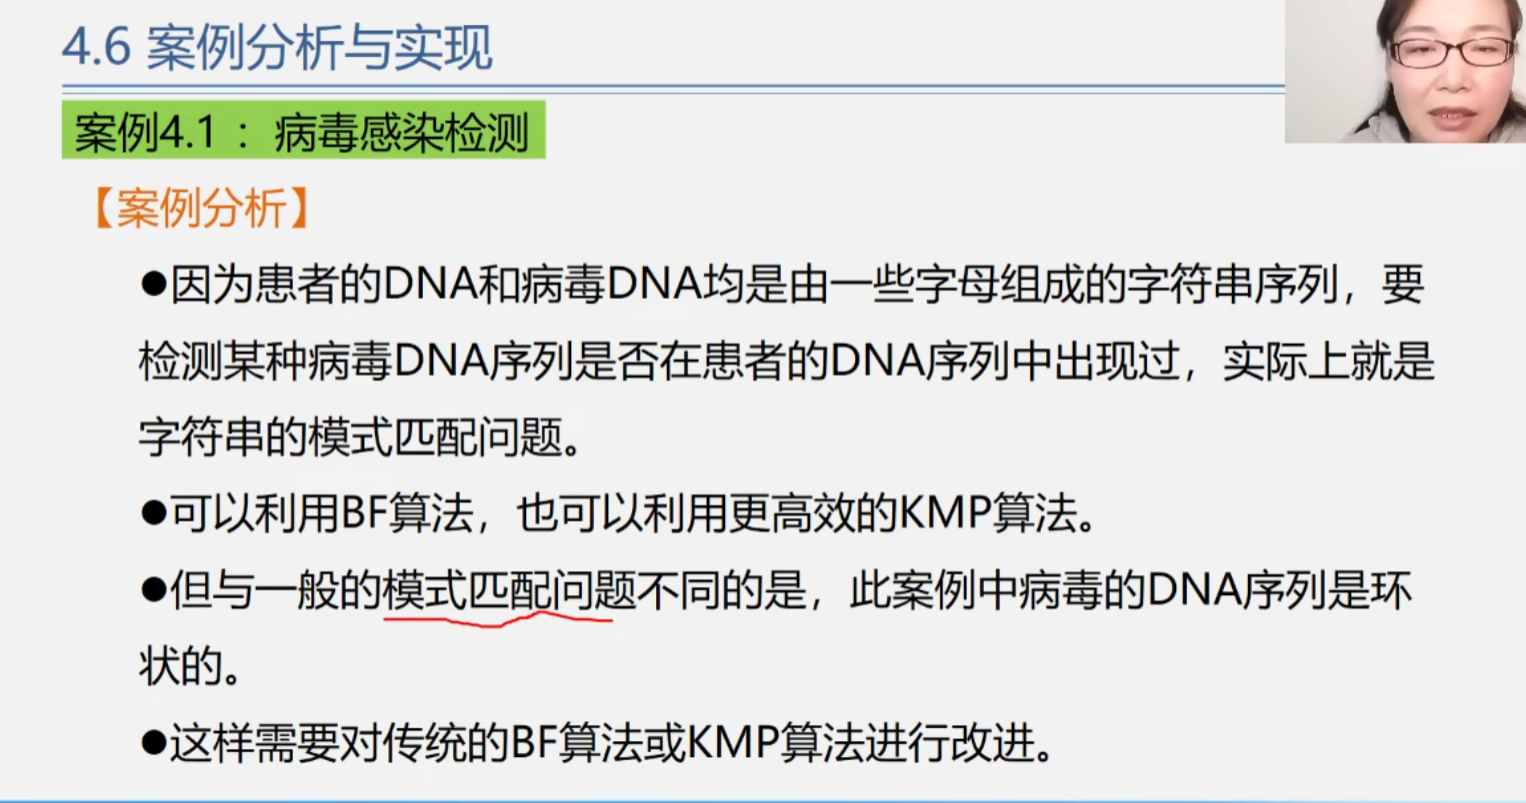 4.6 案例分析与实现
案例4.1：病毒感染检测
【案例分析】
●因为患者的DNA和病毒DNA均是由一些字母组成的字符串序列，要
检测某种病毒DNA序列是否在患者的DNA序列中出现过，实际上就是
字符串的模式匹配问题。
●可以利用BF算法，也可以利用更高效的KMP算法。
●但与一般的模式匹配问题不同的是，此案例中病毒的DNA序列是环
状的。
●这样需要对传统的BF算法或KMP算法进行改进。